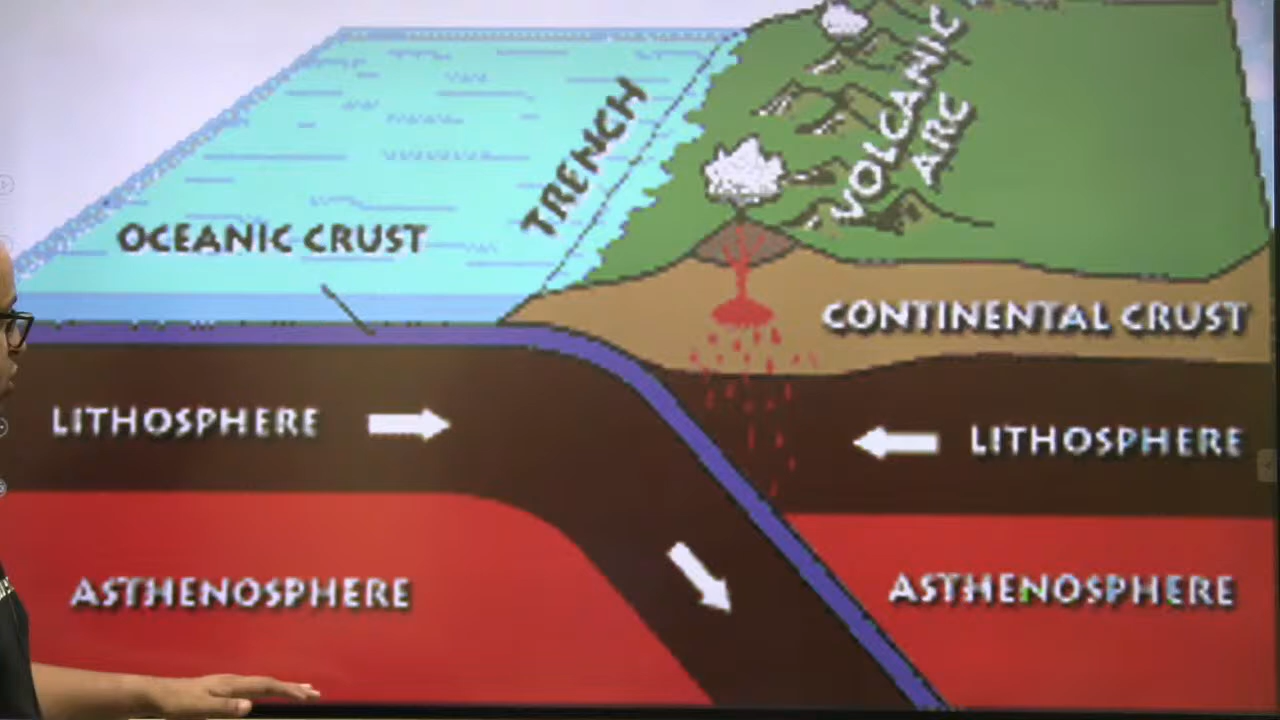 TRENCH
VOLCANIC
ARC
OCEANIC CRUST
CONTINENTAL CRUST
LITHOSPHERE
LITHOSPHERE
ASTHENOSPHERE
ASTHENOSPHERE